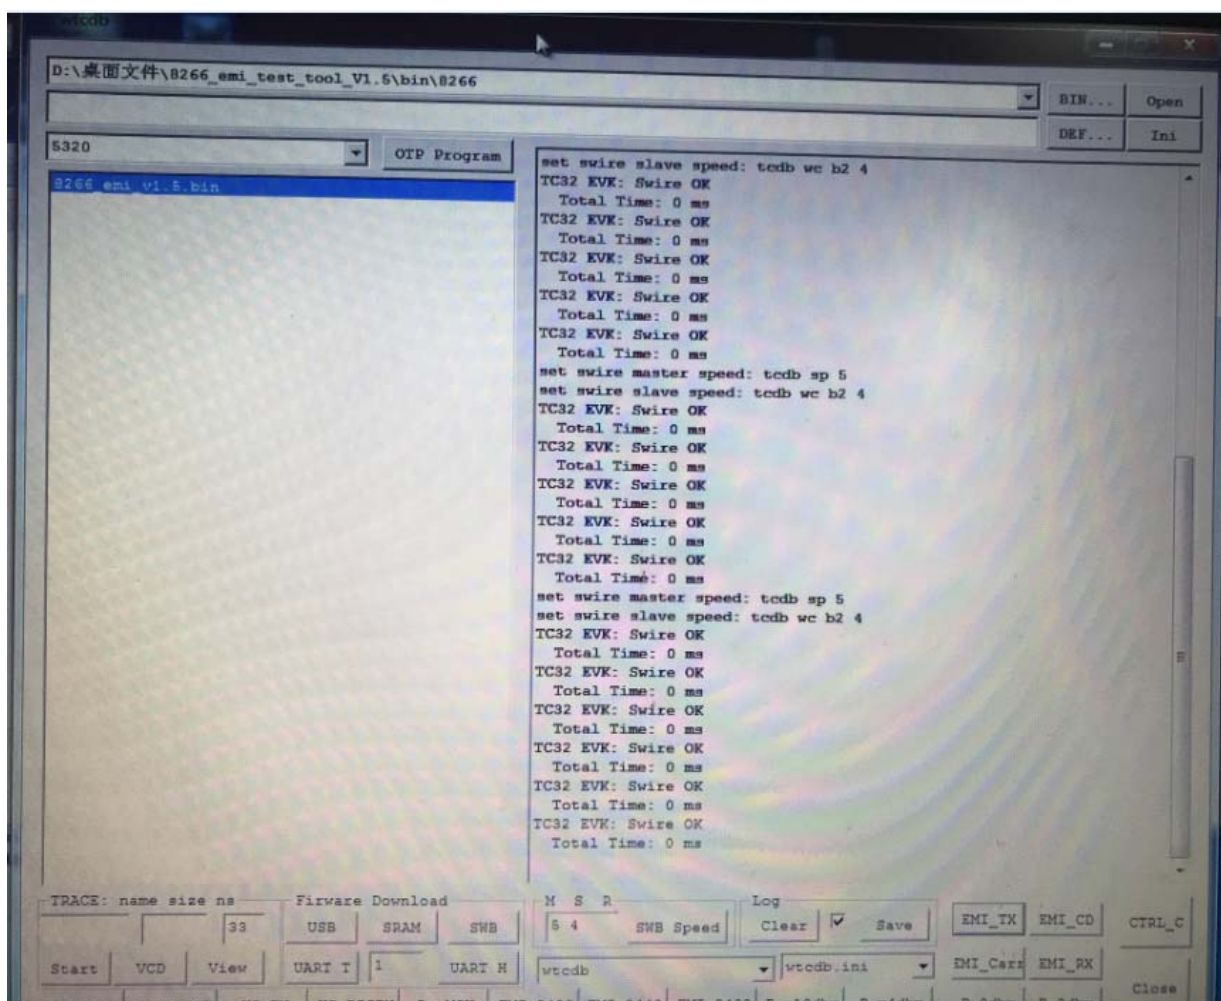 wtcdb
D:\桌面文件\8266_emi_test_tool_V1.5\bin\8266
BIN... Open
DEF... Ini
5320 OTP Program
8266_emi_v1.5.bin
set swire slave speed: tcdb wc b2 4
TC32 EVK: Swire OK
Total Time: 0 ms
TC32 EVK: Swire OK
Total Time: 0 ms
TC32 EVK: Swire OK
Total Time: 0 ms
TC32 EVK: Swire OK
Total Time: 0 ms
TC32 EVK: Swire OK
Total Time: 0 ms
set swire master speed: tcdb sp 5
set swire slave speed: tcdb wc b2 4
TC32 EVK: Swire OK
Total Time: 0 ms
TC32 EVK: Swire OK
Total Time: 0 ms
TC32 EVK: Swire OK
Total Time: 0 ms
TC32 EVK: Swire OK
Total Time: 0 ms
TC32 EVK: Swire OK
Total Time: 0 ms
set swire master speed: tcdb sp 5
set swire slave speed: tcdb wc b2 4
TC32 EVK: Swire OK
Total Time: 0 ms
TC32 EVK: Swire OK
Total Time: 0 ms
TC32 EVK: Swire OK
Total Time: 0 ms
TC32 EVK: Swire OK
Total Time: 0 ms
TC32 EVK: Swire OK
Total Time: 0 ms
TC32 EVK: Swire OK
Total Time: 0 ms
TRACE: name size ns Firware Download M S R Log
33 USB SRAM SWB 5 4 SWB Speed Clear Save EMI_TX EMI_CD CTRL_C
Start VCD View UART T 1 UART H wtcdb wtcdb.ini EMI_Carr EMI_RX
Close